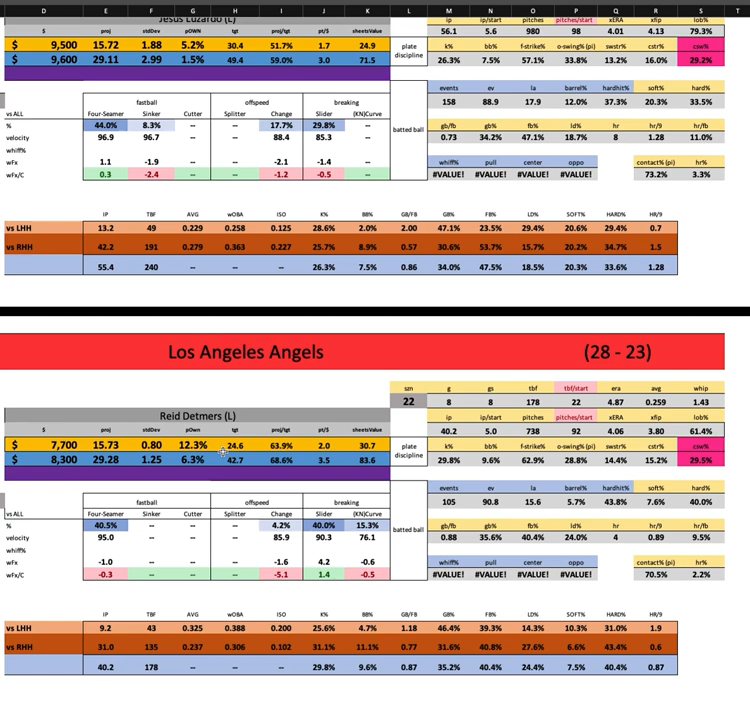 D E F G H I J K L M N O P Q R S T
Jesus Luzardo (L) ip ip/start pitches pitches/start xERA xfip lob%
$ proj stdDev pOWN tgt proj/tgt pt/$ sheetsValue 56.1 5.6 980 98 4.01 4.13 79.3%
$ 9,500 15.72 1.88 5.2% 30.4 51.7% 1.7 24.9 plate discipline k% bb% f-strike% o-swing% (pi) swstr% cstr% csw%
$ 9,600 29.11 2.99 1.5% 49.4 59.0% 3.0 71.5 26.3% 7.5% 57.1% 33.8% 13.2% 16.0% 29.2%
events ev la barrel% hardhit% soft% hard%
fastball offspeed breaking 158 88.9 17.9 12.0% 37.3% 20.3% 33.5%
vs ALL Four-Seamer Sinker Cutter Splitter Change Slider (KN)Curve
% 44.0% 8.3% -- -- 17.7% 29.8% -- batted ball gb/fb gb% fb% ld% hr hr/9 hr/fb
velocity 96.9 96.7 -- -- 88.4 85.3 -- 0.73 34.2% 47.1% 18.7% 8 1.28 11.0%
whiff%
wFx 1.1 -1.9 -- -- -2.1 -1.4 -- whiff% pull center oppo contact% (pi) hr%
wFx/C 0.3 -2.4 -- -- -1.2 -0.5 -- #VALUE! #VALUE! #VALUE! #VALUE! 73.2% 3.3%
IP TBF AVG wOBA ISO K% BB% GB/FB GB% FB% LD% SOFT% HARD% HR/9
vs LHH 13.2 49 0.229 0.258 0.125 28.6% 2.0% 2.00 47.1% 23.5% 29.4% 20.6% 29.4% 0.7
vs RHH 42.2 191 0.279 0.363 0.227 25.7% 8.9% 0.57 30.6% 53.7% 15.7% 20.2% 34.7% 1.5
55.4 240 -- -- -- 26.3% 7.5% 0.86 34.0% 47.5% 18.5% 20.3% 33.6% 1.28
Los Angeles Angels (28 - 23)
szn g gs tbf tbf/start era avg whip
22 8 8 178 22 4.87 0.259 1.43
Reid Detmers (L) ip ip/start pitches pitches/start xERA xfip lob%
$ proj stdDev pOwn tgt proj/tgt pt/$ sheetsValue 40.2 5.0 738 92 4.06 3.80 61.4%
$ 7,700 15.73 0.80 12.3% 24.6 63.9% 2.0 30.7 plate discipline k% bb% f-strike% o-swing% (pi) swstr% cstr% csw%
$ 8,300 29.28 1.25 6.3% 42.7 68.6% 3.5 83.6 29.8% 9.6% 62.9% 28.8% 14.4% 15.2% 29.5%
events ev la barrel% hardhit% soft% hard%
fastball offspeed breaking 105 90.8 15.6 5.7% 43.8% 7.6% 40.0%
vs ALL Four-Seamer Sinker Cutter Splitter Change Slider (KN)Curve
% 40.5% -- -- -- 4.2% 40.0% 15.3% batted ball gb/fb gb% fb% ld% hr hr/9 hr/fb
velocity 95.0 -- -- -- 85.9 90.3 76.1 0.88 35.6% 40.4% 24.0% 4 0.89 9.5%
whiff%
wFx -1.0 -- -- -- -1.6 4.2 -0.6 whiff% pull center oppo contact% (pi) hr%
wFx/C -0.3 -- -- -- -5.1 1.4 -0.5 #VALUE! #VALUE! #VALUE! #VALUE! 70.5% 2.2%
IP TBF AVG wOBA ISO K% BB% GB/FB GB% FB% LD% SOFT% HARD% HR/9
vs LHH 9.2 43 0.325 0.388 0.200 25.6% 4.7% 1.18 46.4% 39.3% 14.3% 10.3% 31.0% 1.9
vs RHH 31.0 135 0.237 0.306 0.102 31.1% 11.1% 0.77 31.6% 40.8% 27.6% 6.6% 43.4% 0.6
40.2 178 -- -- -- 29.8% 9.6% 0.87 35.2% 40.4% 24.4% 7.5% 40.4% 0.87